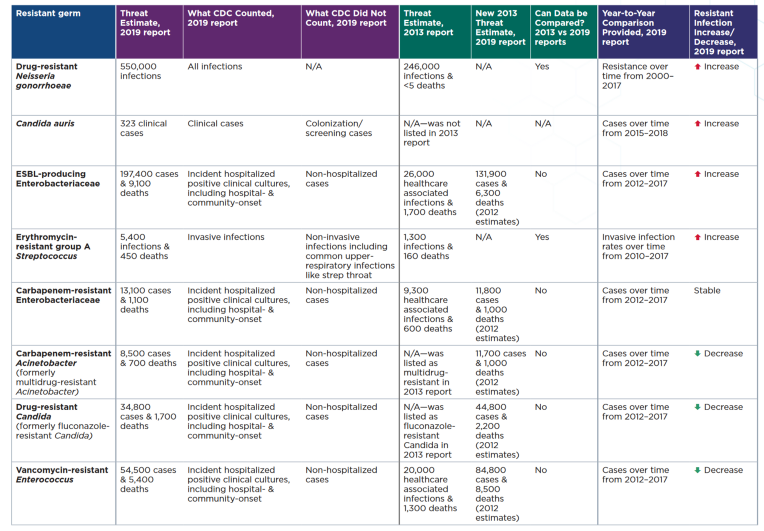 Resistant germ
Threat
Estimate,
2019 report
What CDC Counted,
2019 report
What CDC Did Not
Count, 2019 report
Threat
Estimate,
2013 report
New 2013
Threat
Estimate,
2019 report
Can Data be
Compared?
2013 vs 2019
reports
Year-to-Year
Comparison
Provided, 2019
report
Resistant
Infection
Increase/
Decrease,
2019 report
Drug-resistant
Neisseria
gonorrhoeae
550,000
infections
All infections
N/A
246,000
infections &
<5 deaths
N/A
Yes
Resistance over
time from 2000–
2017
Increase
Candida auris
323 clinical
cases
Clinical cases
Colonization/
screening cases
N/A—was not
listed in 2013
report
N/A
N/A
Cases over time
from 2015–2018
Increase
ESBL-producing
Enterobacteriaceae
197,400 cases
& 9,100
deaths
Incident hospitalized
positive clinical cultures,
including hospital- &
community-onset
Non-hospitalized
cases
26,000
healthcare
associated
infections &
1,700 deaths
131,900
cases &
6,300
deaths
(2012
estimates)
No
Cases over time
from 2012–2017
Increase
Erythromycin-
resistant group A
Streptococcus
5,400
infections &
450 deaths
Invasive infections
Non-invasive
infections including
common upper-
respiratory infections
like strep throat
1,300
infections &
160 deaths
N/A
Yes
Invasive infection
rates over time
from 2010–2017
Increase
Carbapenem-resistant
Enterobacteriaceae
13,100 cases
& 1,100
deaths
Incident hospitalized
positive clinical cultures,
including hospital- &
community-onset
Non-hospitalized
cases
9,300
healthcare
associated
infections &
600 deaths
11,800
cases
& 1,000
deaths
(2012
estimates)
No
Cases over time
from 2012–2017
Stable
Carbapenem-resistant
Acinetobacter
(formerly
multidrug-resistant
Acinetobacter)
8,500 cases
& 700 deaths
Incident hospitalized
positive clinical cultures,
including hospital- &
community-onset
Non-hospitalized
cases
N/A—was
listed as
multidrug-
resistant in
2013 report
11,700 cases
& 1,000
deaths
(2012
estimates)
No
Cases over time
from 2012–2017
Decrease
Drug-resistant
Candida
(formerly fluconazole-
resistant Candida)
34,800
cases & 1,700
deaths
Incident hospitalized
positive clinical cultures,
including hospital- &
community-onset
Non-hospitalized
cases
N/A—was
listed as
fluconazole-
resistant
Candida in
2013 report
44,800
cases &
2,200
deaths
(2012
estimates)
No
Cases over time
from 2012–2017
Decrease
Vancomycin-resistant
Enterococcus
54,500 cases
& 5,400
deaths
Incident hospitalized
positive clinical cultures,
including hospital- &
community-onset
Non-hospitalized
cases
20,000
healthcare
associated
infections &
1,300 deaths
84,800
cases &
8,500
deaths
(2012
estimates)
No
Cases over time
from 2012–2017
Decrease